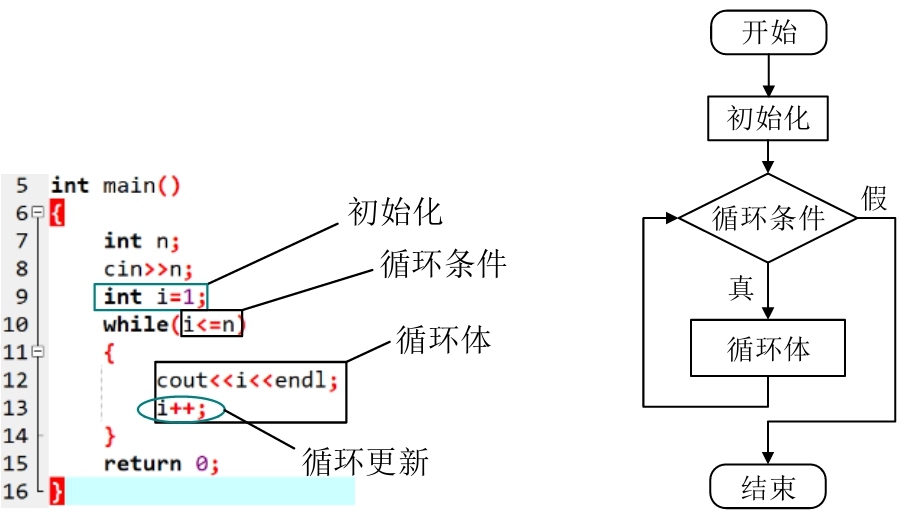 5 int main()
6 {
7 int n;
8 cin>>n;
9 int i=1;
10 while(i<=n)
11 {
12 cout<<i<<endl;
13 i++;
14 }
15 return 0;
16 }
初始化
循环条件
循环体
循环更新
开始
初始化
循环条件
假
真
循环体
结束